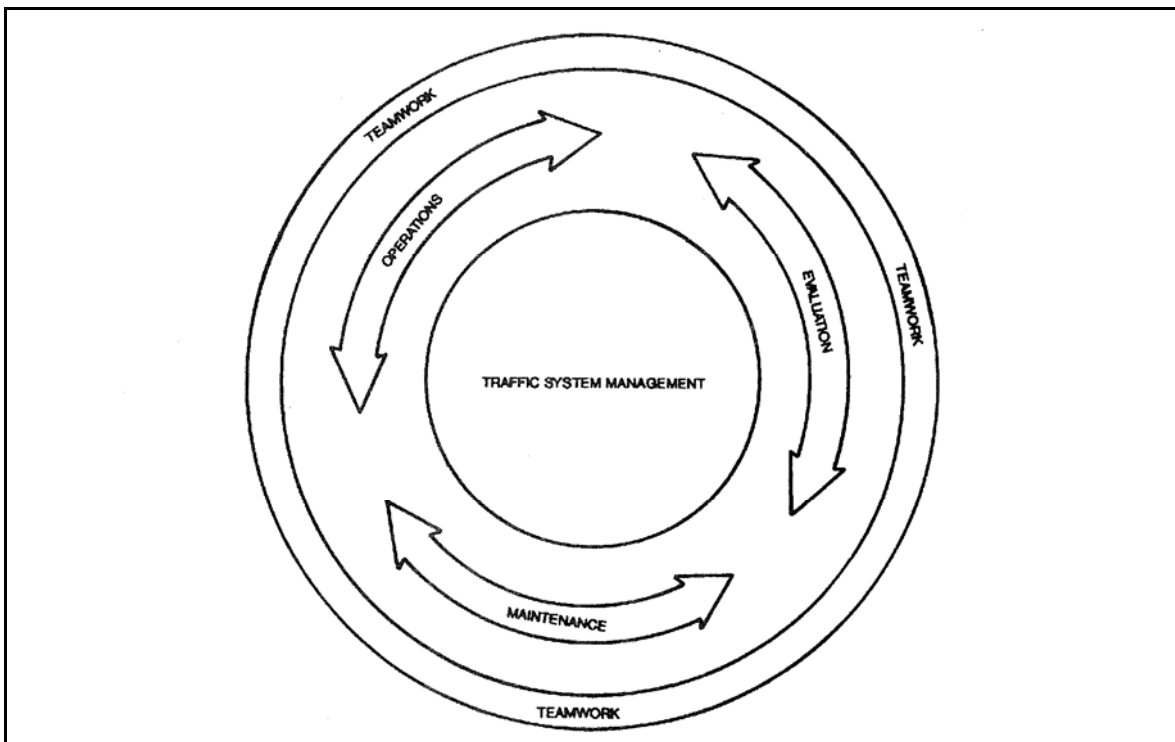 TEAMWORK
OPERATIONS
EVALUATION
TEAMWORK
TRAFFIC SYSTEM MANAGEMENT
MAINTENANCE
TEAMWORK